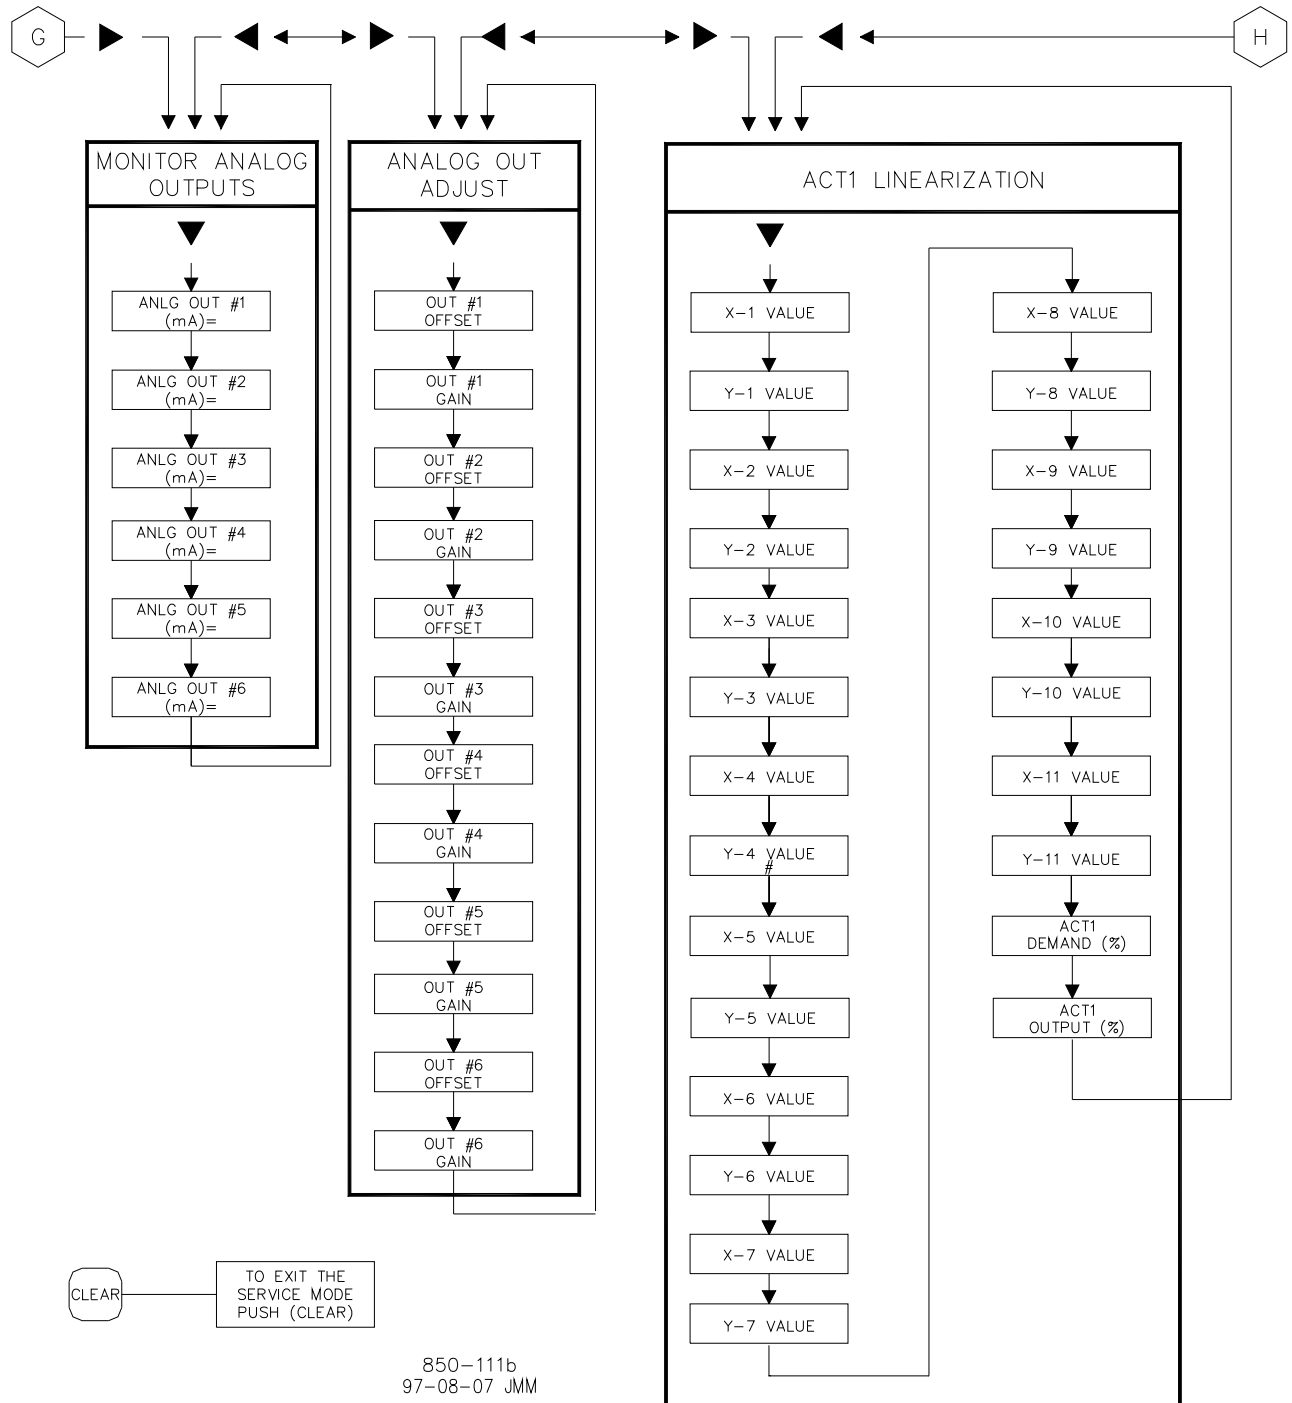 G
H
MONITOR ANALOG
OUTPUTS
ANLG OUT #1
(mA)=
ANLG OUT #2
(mA)=
ANLG OUT #3
(mA)=
ANLG OUT #4
(mA)=
ANLG OUT #5
(mA)=
ANLG OUT #6
(mA)=
ANALOG OUT
ADJUST
OUT #1
OFFSET
OUT #1
GAIN
OUT #2
OFFSET
OUT #2
GAIN
OUT #3
OFFSET
OUT #3
GAIN
OUT #4
OFFSET
OUT #4
GAIN
OUT #5
OFFSET
OUT #5
GAIN
OUT #6
OFFSET
OUT #6
GAIN
ACT1 LINEARIZATION
X-1 VALUE
Y-1 VALUE
X-2 VALUE
Y-2 VALUE
X-3 VALUE
Y-3 VALUE
X-4 VALUE
Y-4 VALUE
#
X-5 VALUE
Y-5 VALUE
X-6 VALUE
Y-6 VALUE
X-7 VALUE
Y-7 VALUE
X-8 VALUE
Y-8 VALUE
X-9 VALUE
Y-9 VALUE
X-10 VALUE
Y-10 VALUE
X-11 VALUE
Y-11 VALUE
ACT1
DEMAND (%)
ACT1
OUTPUT (%)
CLEAR
TO EXIT THE
SERVICE MODE
PUSH (CLEAR)
850-111b
97-08-07 JMM